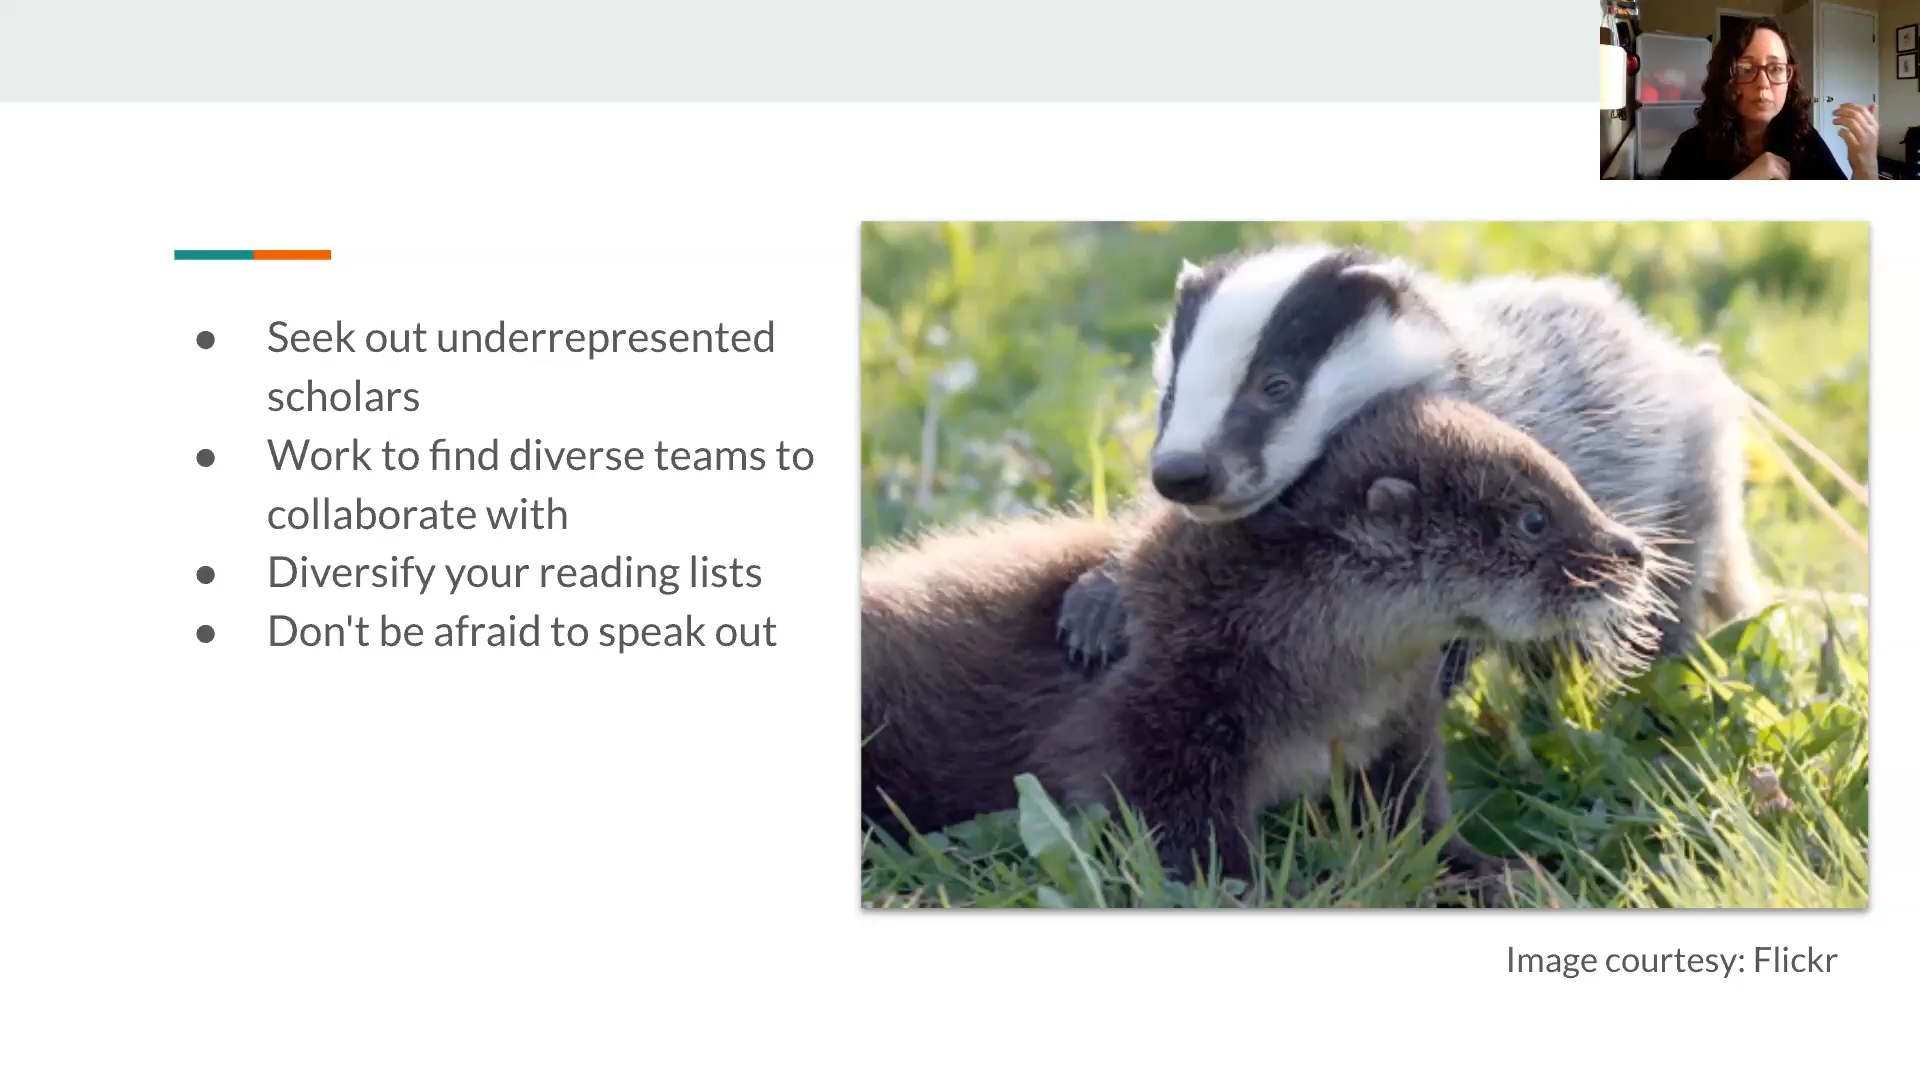 ● Seek out underrepresented
scholars
● Work to find diverse teams to
collaborate with
● Diversify your reading lists
● Don't be afraid to speak out
Image courtesy: Flickr